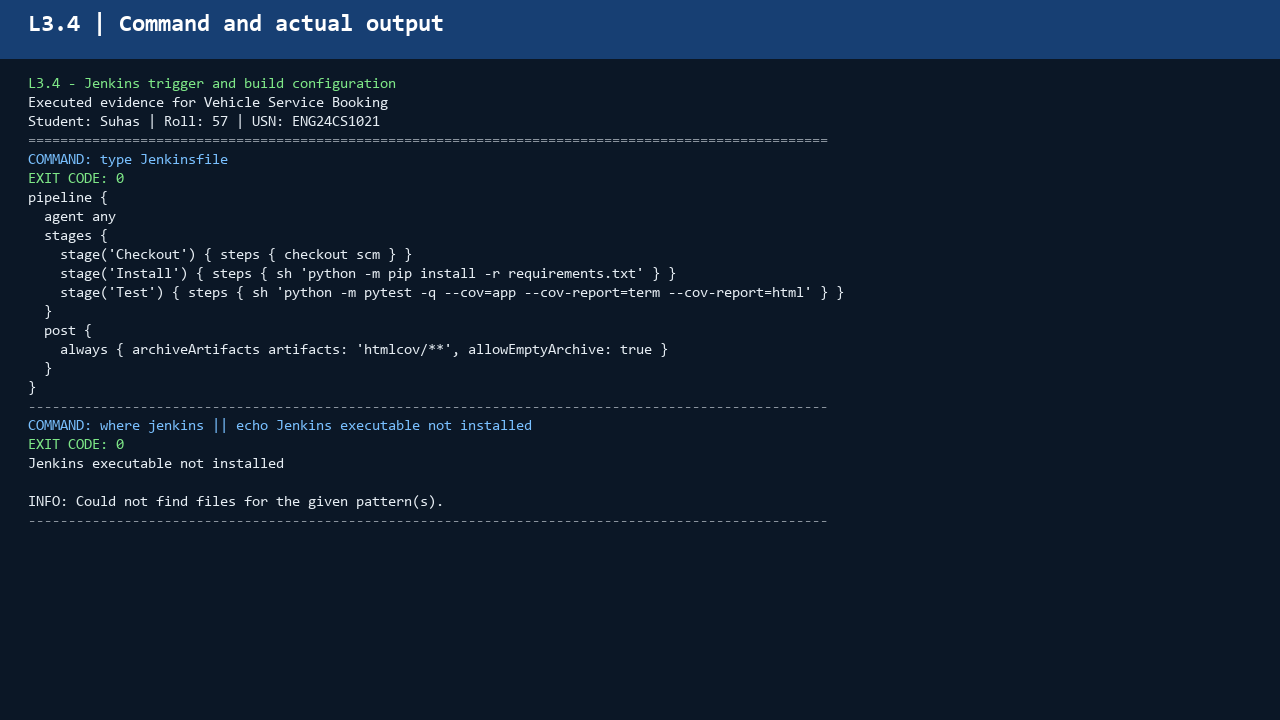 L3.4 | Command and actual output
L3.4 - Jenkins trigger and build configuration
Executed evidence for Vehicle Service Booking
Student: Suhas | Roll: 57 | USN: ENG24CS1021
====================================================================================================
COMMAND: type Jenkinsfile
EXIT CODE: 0
pipeline {
  agent any
  stages {
    stage('Checkout') { steps { checkout scm } }
    stage('Install') { steps { sh 'python -m pip install -r requirements.txt' } }
    stage('Test') { steps { sh 'python -m pytest -q --cov=app --cov-report=term --cov-report=html' } }
  }
  post {
    always { archiveArtifacts artifacts: 'htmlcov/**', allowEmptyArchive: true }
  }
}
----------------------------------------------------------------------------------------------------
COMMAND: where jenkins || echo Jenkins executable not installed
EXIT CODE: 0
Jenkins executable not installed
INFO: Could not find files for the given pattern(s).
----------------------------------------------------------------------------------------------------